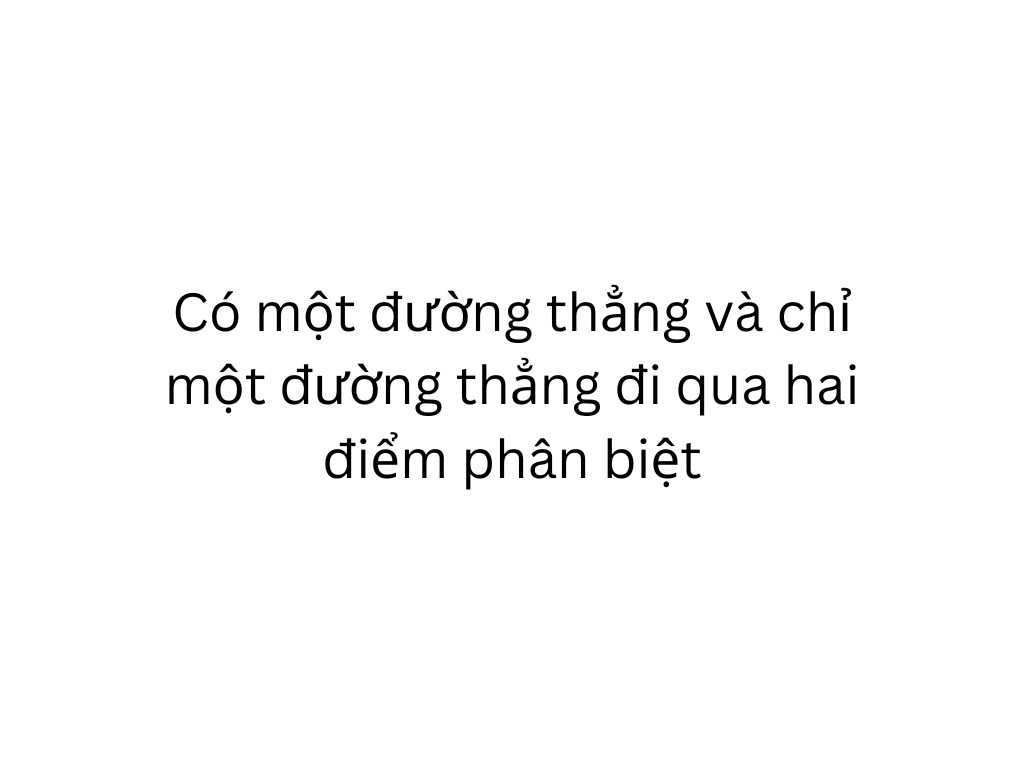 Có một đường thẳng và chỉ
một đường thẳng đi qua hai
điểm phân biệt